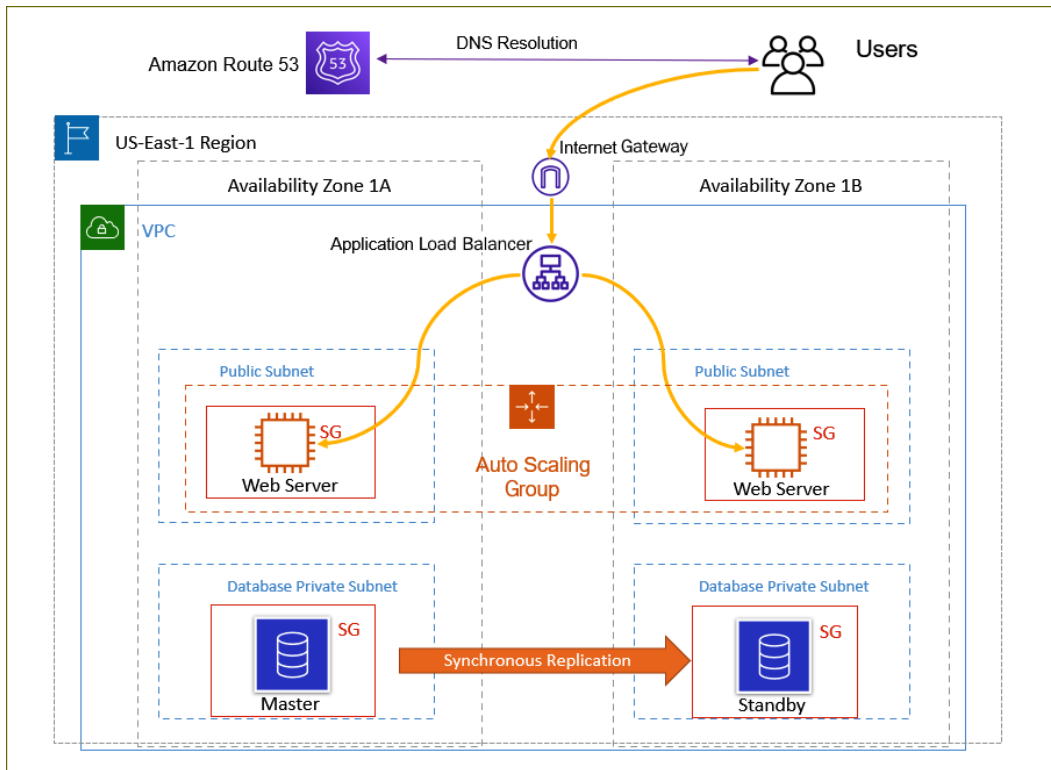 DNS Resolution
Users
Amazon Route 53
53
US-East-1 Region
Internet Gateway
Availability Zone 1A
Availability Zone 1B
VPC
Application Load Balancer
Public Subnet
Public Subnet
SG
SG
Web Server
Auto Scaling
Group
Web Server
Database Private Subnet
Database Private Subnet
SG
SG
Synchronous Replication
Master
Standby